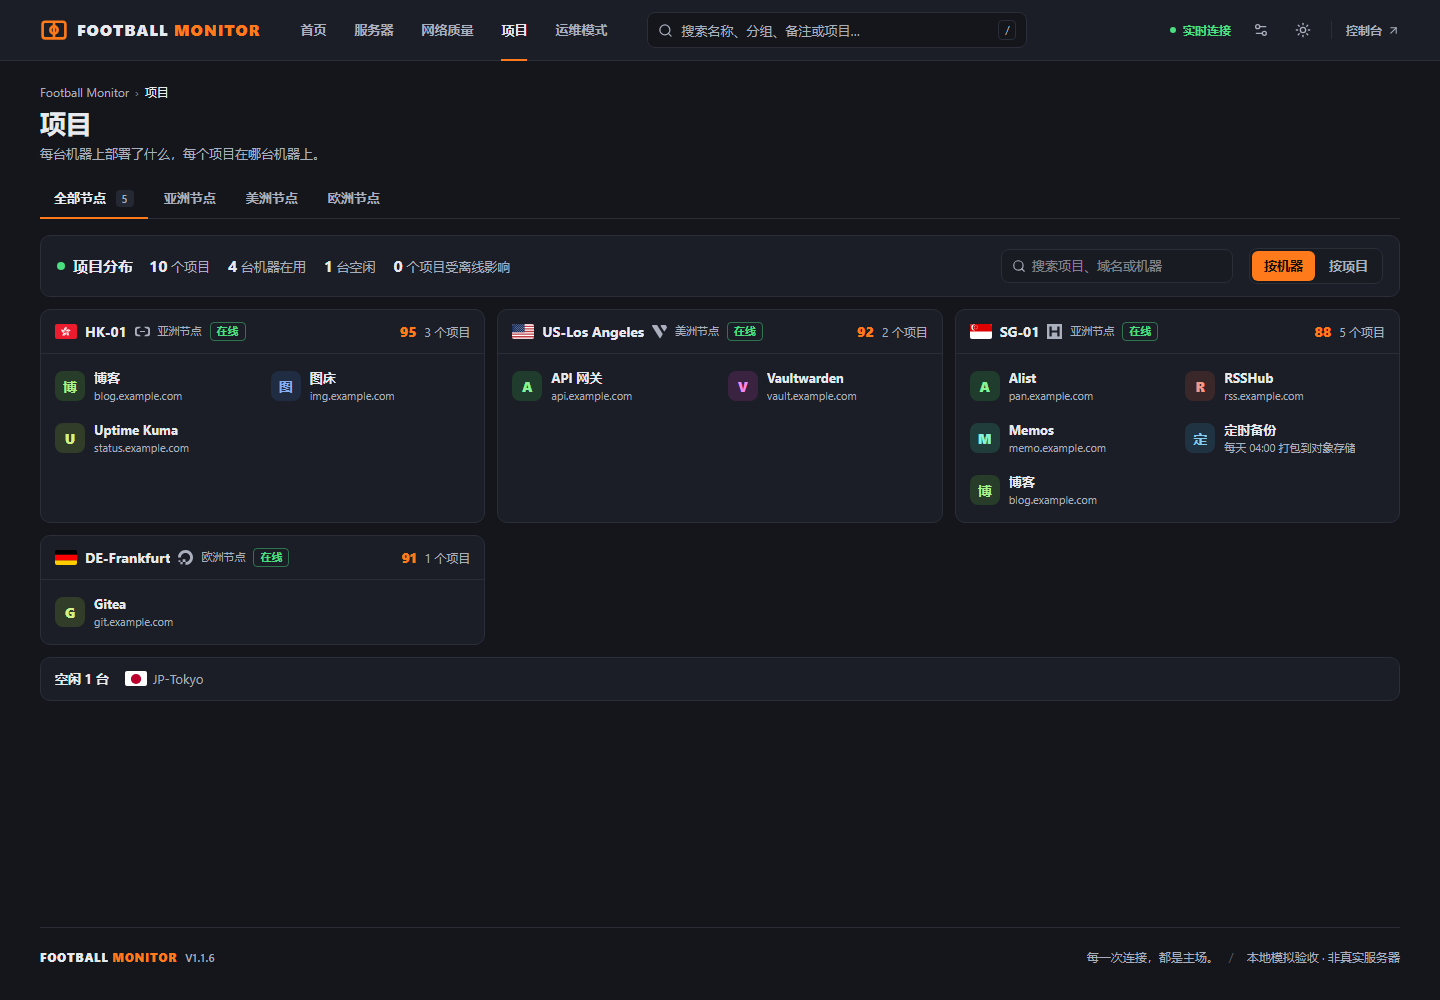 FOOTBALL MONITOR 首页 服务器 网络质量 项目 运维模式 搜索名称、分组、备注或项目... / 实时连接 控制台
Football Monitor › 项目
项目
每台机器上部署了什么，每个项目在哪台机器上。
全部节点 5 亚洲节点 美洲节点 欧洲节点
项目分布 10 个项目 4 台机器在用 1 台空闲 0 个项目受离线影响 搜索项目、域名或机器 按机器 按项目
HK-01 亚洲节点 在线 95 3 个项目
博 博客
blog.example.com
图 图床
img.example.com
U Uptime Kuma
status.example.com
US-Los Angeles 美洲节点 在线 92 2 个项目
A API 网关
api.example.com
V Vaultwarden
vault.example.com
SG-01 亚洲节点 在线 88 5 个项目
A Alist
pan.example.com
R RSSHub
rss.example.com
M Memos
memo.example.com
定 定时备份
每天 04:00 打包到对象存储
博 博客
blog.example.com
DE-Frankfurt 欧洲节点 在线 91 1 个项目
G Gitea
git.example.com
空闲 1 台 JP-Tokyo
FOOTBALL MONITOR V1.1.6 每一次连接，都是主场。 / 本地模拟验收 · 非真实服务器